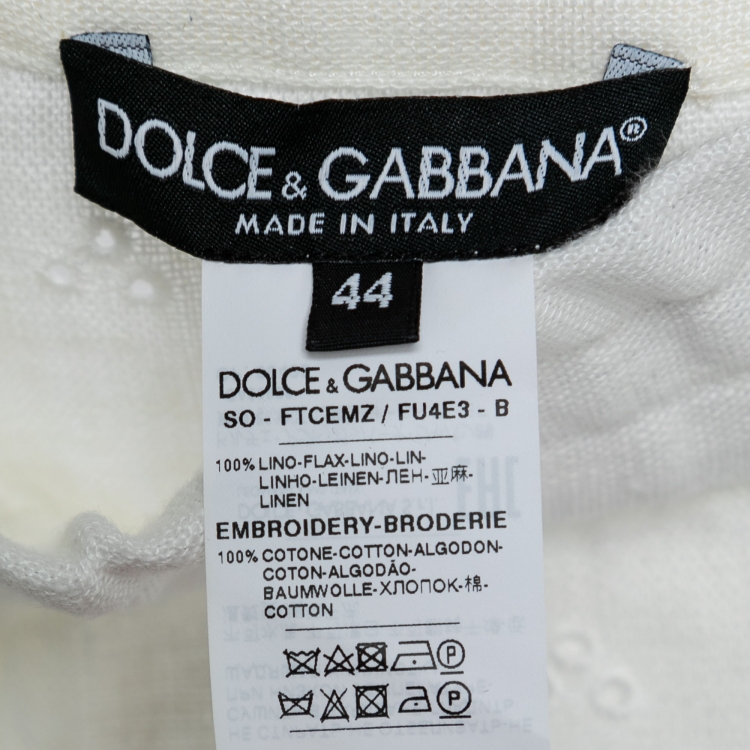 DOLCE & GABBANA®
MADE IN ITALY
44
DOLCE & GABBANA
SO - FTCEMZ / FU4E3 - B
100% LINO-FLAX-LINO-LIN-
LINHO-LEINEN-ЛЕН-亚麻-
LINEN
EMBROIDERY-BRODERIE
100% COTONE-COTTON-ALGODON-
COTON-ALGODÃO-
BAUMWOLLE-ХЛОПОК-棉-
COTTON
P
P